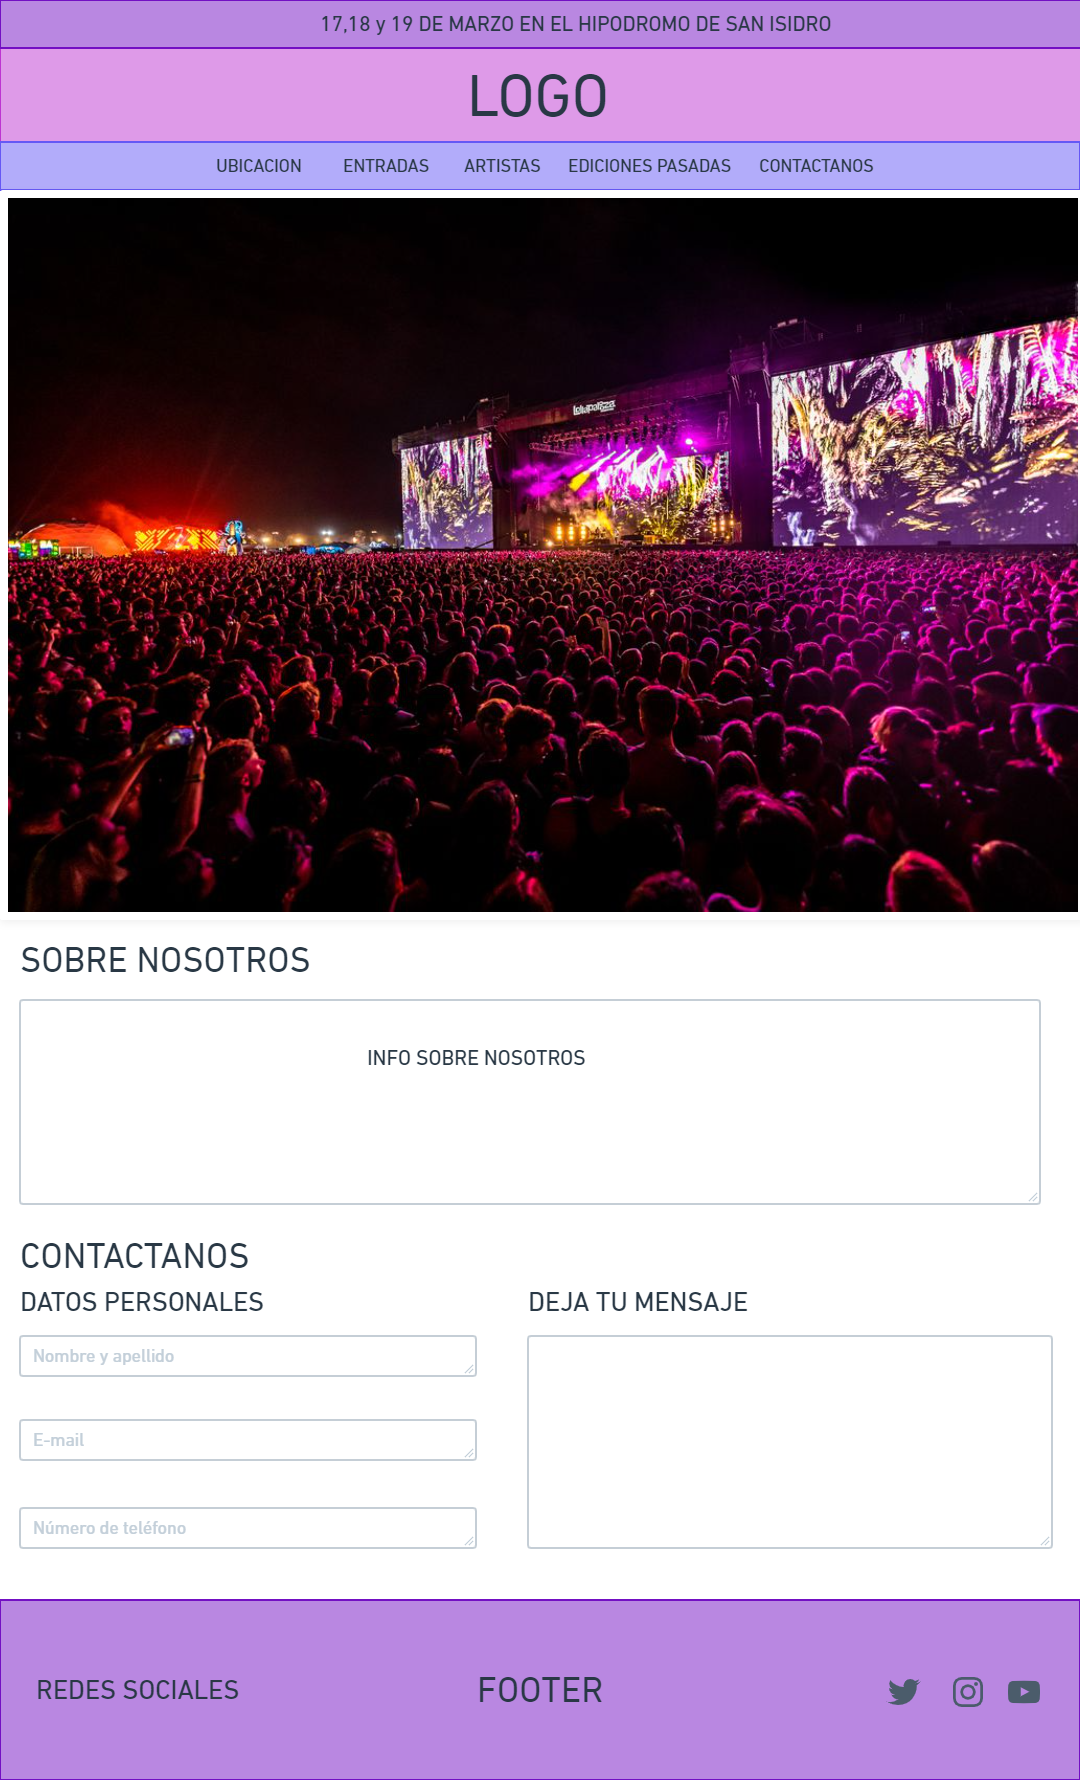 17,18 y 19 DE MARZO EN EL HIPODROMO DE SAN ISIDRO
LOGO
UBICACION ENTRADAS ARTISTAS EDICIONES PASADAS CONTACTANOS
lollapalooza
SOBRE NOSOTROS
INFO SOBRE NOSOTROS
CONTACTANOS
DATOS PERSONALES
DEJA TU MENSAJE
Nombre y apellido
E-mail
Número de teléfono
REDES SOCIALES
FOOTER